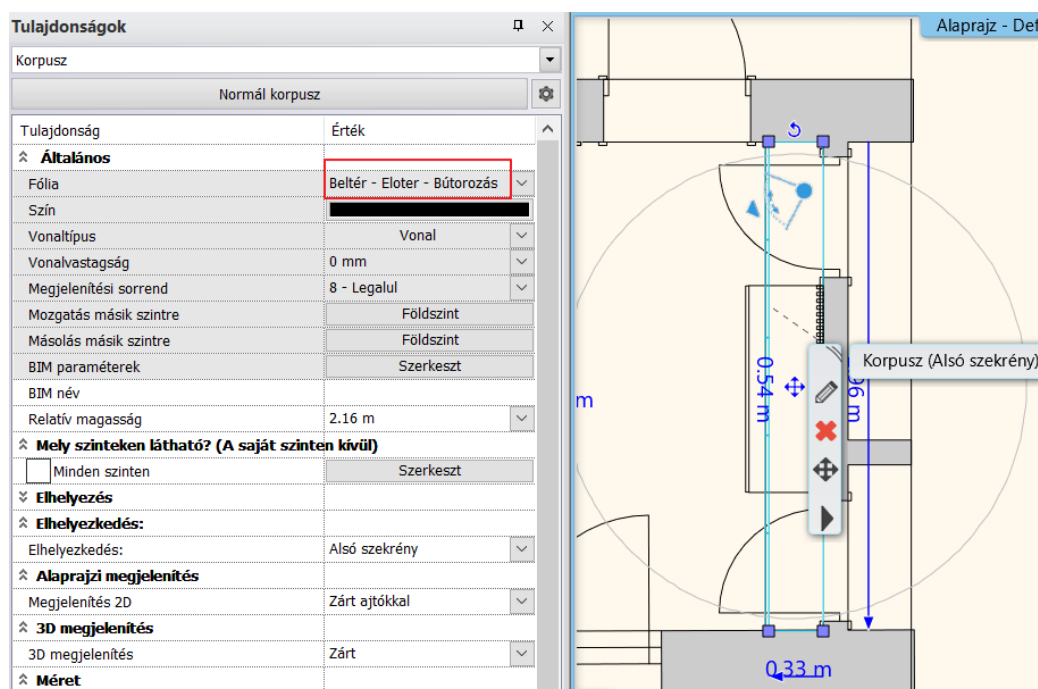 Tulajdonságok
Korpusz
Normál korpusz
Tulajdonság Érték
Általános
Fólia Beltér - Eloter - Bútorozás
Szín
Vonaltípus Vonal
Vonalvastagság 0 mm
Megjelenítési sorrend 8 - Legalul
Mozgatás másik szintre Földszint
Másolás másik szintre Földszint
BIM paraméterek Szerkeszt
BIM név
Relatív magasság 2.16 m
Mely szinteken látható? (A saját szinten kívül)
Minden szinten Szerkeszt
Elhelyezés
Elhelyezkedés:
Elhelyezkedés: Alsó szekrény
Alaprajzi megjelenítés
Megjelenítés 2D Zárt ajtókkal
3D megjelenítés
3D megjelenítés Zárt
Méret
Alaprajz - Def
Korpusz (Alsó szekrény)
0.54 m
m
0.33 m